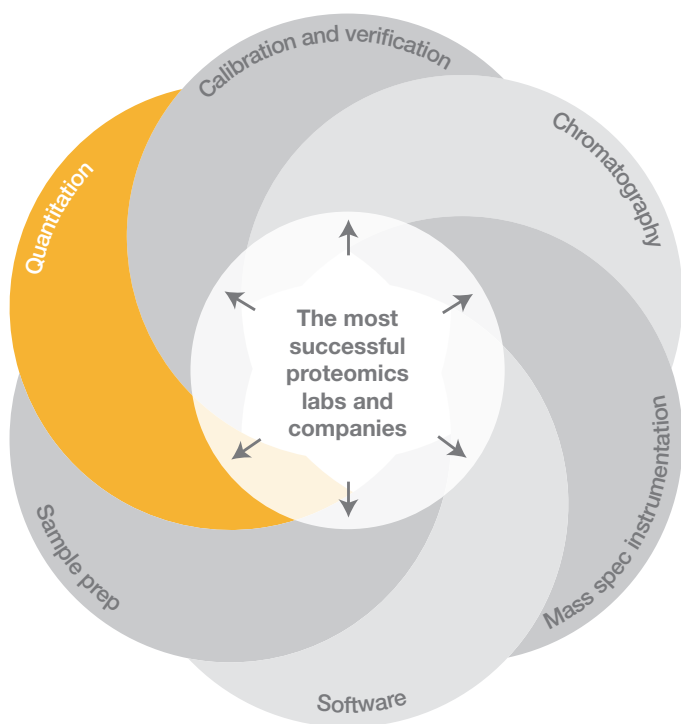 Calibration and verification
Chromatography
Mass spec instrumentation
Software
Sample prep
Quantitation
The most
successful
proteomics
labs and
companies